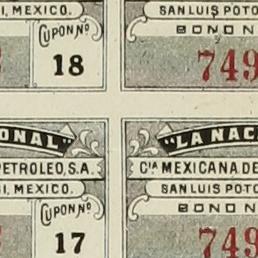 I, MEXICO. SAN LUIS POTO
CUPON Nº BONO N
18 749
ONAL" "LA NAC
PETROLEO, S.A. CIA MEXICANA DE
I, MEXICO. SAN LUIS POTO
CUPON Nº BONO N
17 749